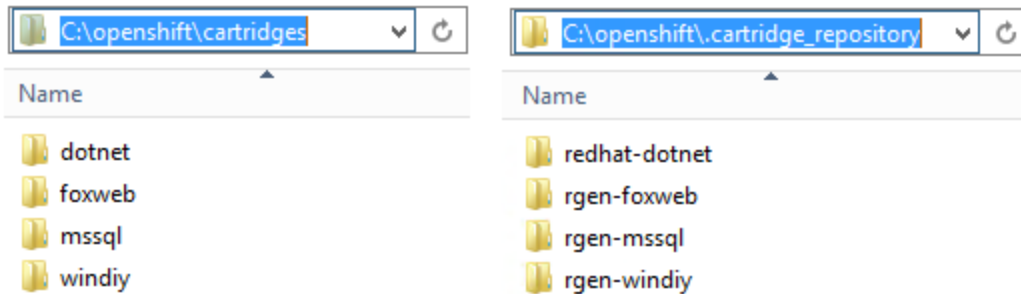 C:\openshift\cartridges
Name
dotnet
foxweb
mssql
windiy
C:\openshift\.cartridge_repository
Name
redhat-dotnet
rgen-foxweb
rgen-mssql
rgen-windiy